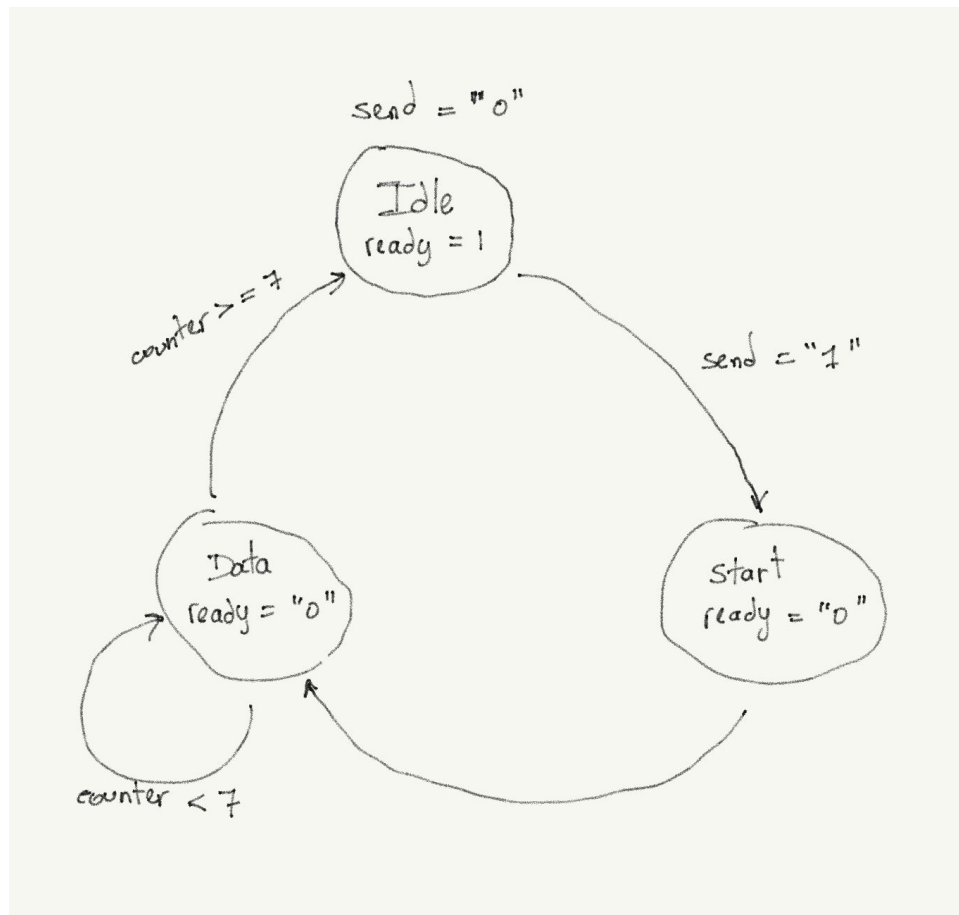 send = "0"
Idle
ready = 1
counter >= 7
send = "1"
Data
ready = "0"
Start
ready = "0"
counter < 7